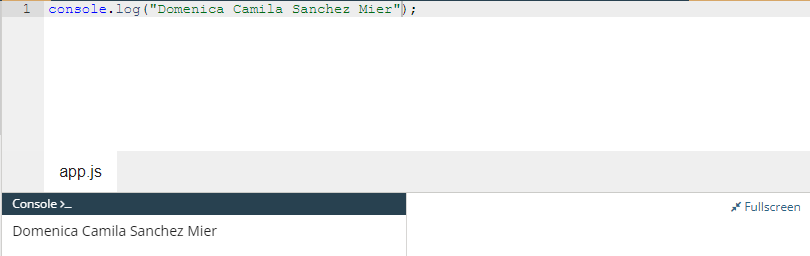 1 console.log("Domenica Camila Sanchez Mier");
app.js
Console >_
Fullscreen
Domenica Camila Sanchez Mier